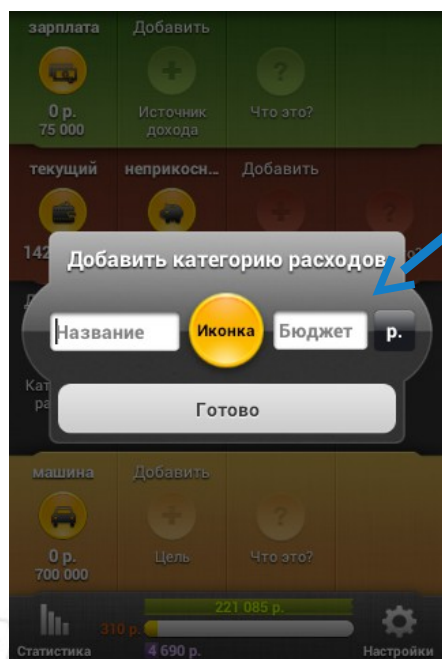 зарплата Добавить
0 р. Источник Что это?
75 000 дохода
текущий неприкосн... Добавить
142
Добавить категорию расходов
Название Иконка Бюджет р.
Готово
машина Добавить
0 р. Цель Что это?
700 000
221 085 р.
310 р.
Статистика 4 690 р. Настройки